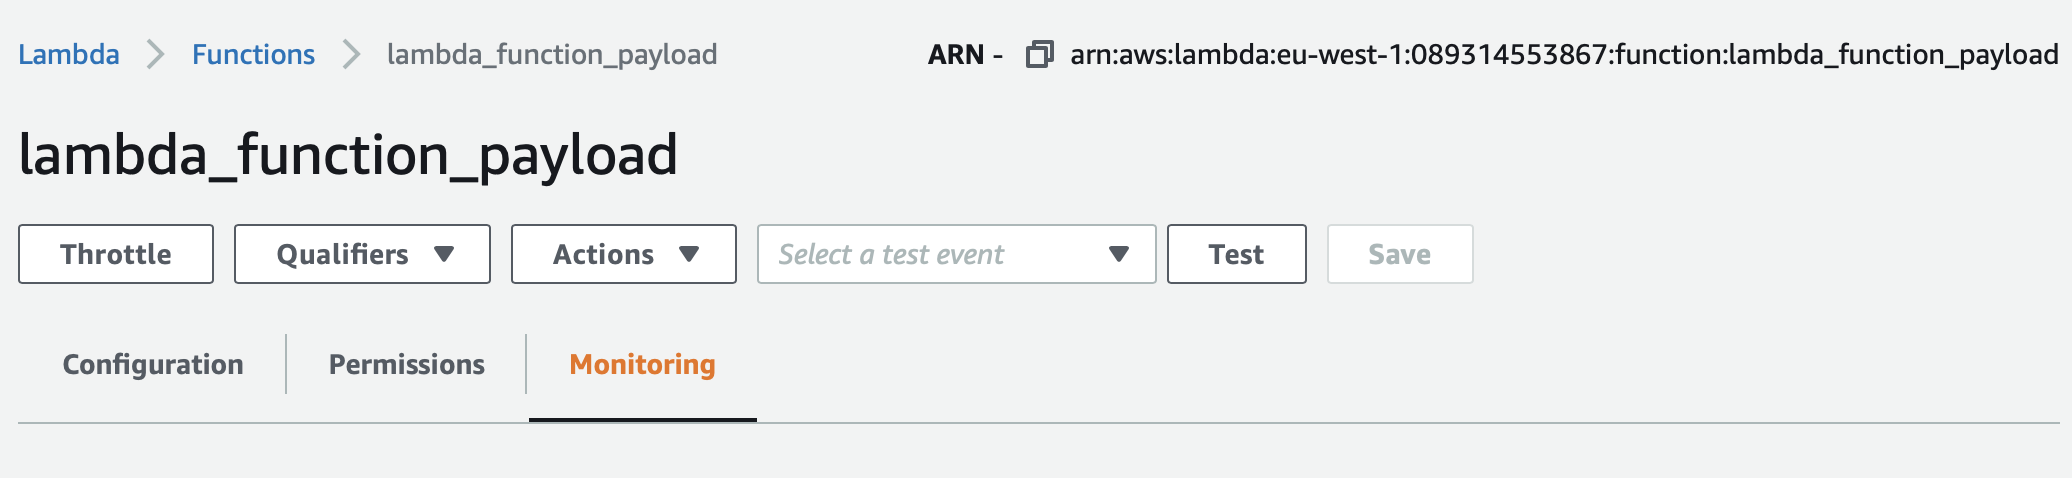 Lambda Functions lambda_function_payload ARN - arn:aws:lambda:eu-west-1:089314553867:function:lambda_function_payload
lambda_function_payload
Throttle Qualifiers Actions Select a test event Test Save
Configuration Permissions Monitoring